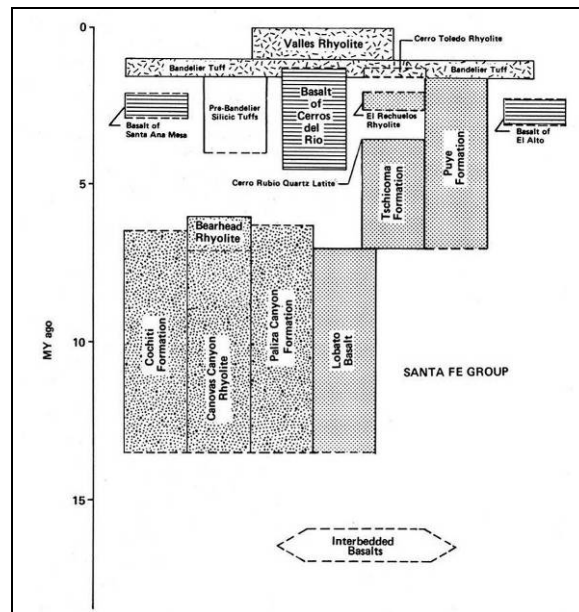 0
Valles Rhyolite
Cerro Toledo Rhyolite
Bandelier Tuff
Bandelier Tuff
Basalt of
Santa Ana Mesa
Pre-Bandelier
Silicic Tuffs
Basalt of
Cerros del
Rio
El Rechuelos
Rhyolite
Basalt of
El Alto
Cerro Rubio Quartz Latite
Tschicoma
Formation
Puye
Formation
5
Bearhead
Rhyolite
Cochiti
Formation
Canovas Canyon
Rhyolite
Paliza Canyon
Formation
Lobato
Basalt
MY ago
10
SANTA FE GROUP
15
Interbedded
Basalts